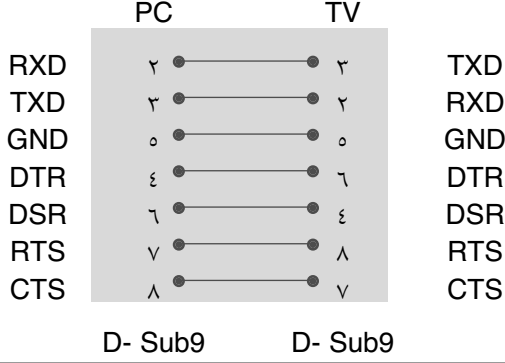 PC TV
RXD ٢ ٣ TXD
TXD ٣ ٢ RXD
GND ٥ ٥ GND
DTR ٤ ٦ DTR
DSR ٦ ٤ DSR
RTS ٧ ٨ RTS
CTS ٨ ٧ CTS
D- Sub9 D- Sub9